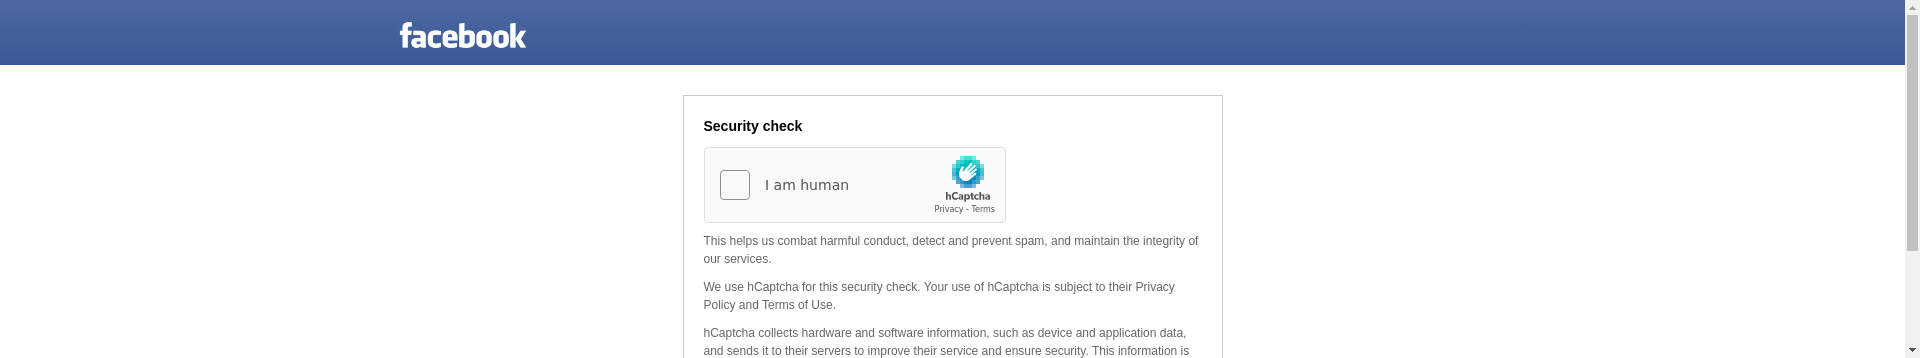 facebook
Security check
I am human
hCaptcha
Privacy - Terms
This helps us combat harmful conduct, detect and prevent spam, and maintain the integrity of
our services.
We use hCaptcha for this security check. Your use of hCaptcha is subject to their Privacy
Policy and Terms of Use.
hCaptcha collects hardware and software information, such as device and application data,
and sends it to their servers to improve their service and ensure security. This information is